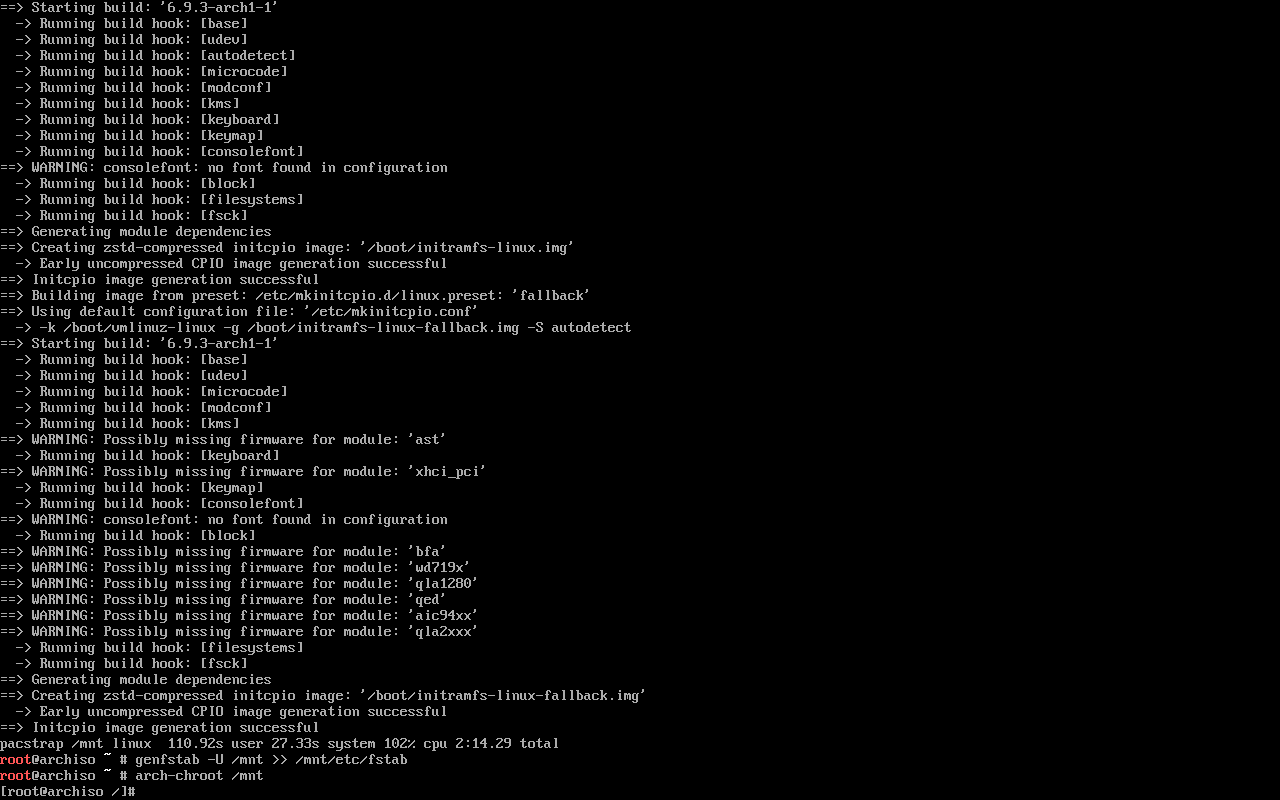 ==> Starting build: '6.9.3-arch1-1'
  -> Running build hook: [base]
  -> Running build hook: [udev]
  -> Running build hook: [autodetect]
  -> Running build hook: [microcode]
  -> Running build hook: [modconf]
  -> Running build hook: [kms]
  -> Running build hook: [keyboard]
  -> Running build hook: [keymap]
  -> Running build hook: [consolefont]
==> WARNING: consolefont: no font found in configuration
  -> Running build hook: [block]
  -> Running build hook: [filesystems]
  -> Running build hook: [fsck]
==> Generating module dependencies
==> Creating zstd-compressed initcpio image: '/boot/initramfs-linux.img'
  -> Early uncompressed CPIO image generation successful
==> Initcpio image generation successful
==> Building image from preset: /etc/mkinitcpio.d/linux.preset: 'fallback'
==> Using default configuration file: '/etc/mkinitcpio.conf'
  -> -k /boot/vmlinuz-linux -g /boot/initramfs-linux-fallback.img -S autodetect
==> Starting build: '6.9.3-arch1-1'
  -> Running build hook: [base]
  -> Running build hook: [udev]
  -> Running build hook: [microcode]
  -> Running build hook: [modconf]
  -> Running build hook: [kms]
==> WARNING: Possibly missing firmware for module: 'ast'
  -> Running build hook: [keyboard]
==> WARNING: Possibly missing firmware for module: 'xhci_pci'
  -> Running build hook: [keymap]
  -> Running build hook: [consolefont]
==> WARNING: consolefont: no font found in configuration
  -> Running build hook: [block]
==> WARNING: Possibly missing firmware for module: 'bfa'
==> WARNING: Possibly missing firmware for module: 'wd719x'
==> WARNING: Possibly missing firmware for module: 'qla1280'
==> WARNING: Possibly missing firmware for module: 'qed'
==> WARNING: Possibly missing firmware for module: 'aic94xx'
==> WARNING: Possibly missing firmware for module: 'qla2xxx'
  -> Running build hook: [filesystems]
  -> Running build hook: [fsck]
==> Generating module dependencies
==> Creating zstd-compressed initcpio image: '/boot/initramfs-linux-fallback.img'
  -> Early uncompressed CPIO image generation successful
==> Initcpio image generation successful
pacstrap /mnt linux  110.92s user 27.33s system 102% cpu 2:14.29 total
root@archiso ~ # genfstab -U /mnt >> /mnt/etc/fstab
root@archiso ~ # arch-chroot /mnt
[root@archiso /]#